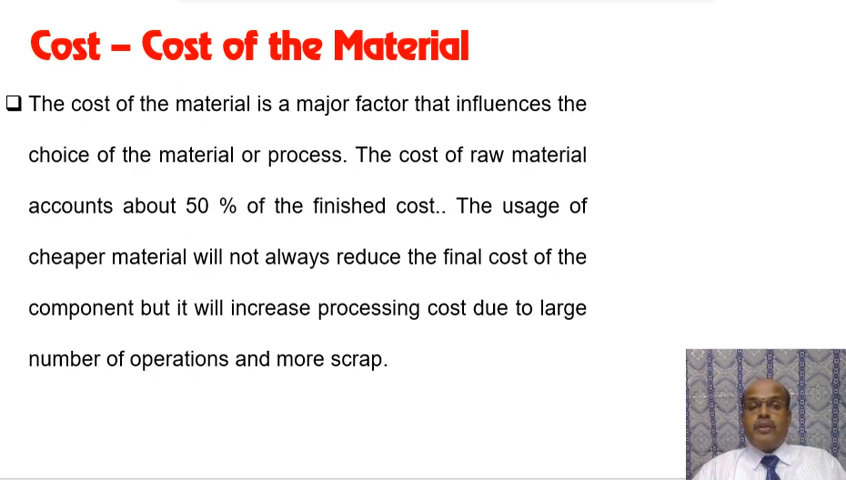 Cost – Cost of the Material
❑ The cost of the material is a major factor that influences the
choice of the material or process. The cost of raw material
accounts about 50 % of the finished cost.. The usage of
cheaper material will not always reduce the final cost of the
component but it will increase processing cost due to large
number of operations and more scrap.